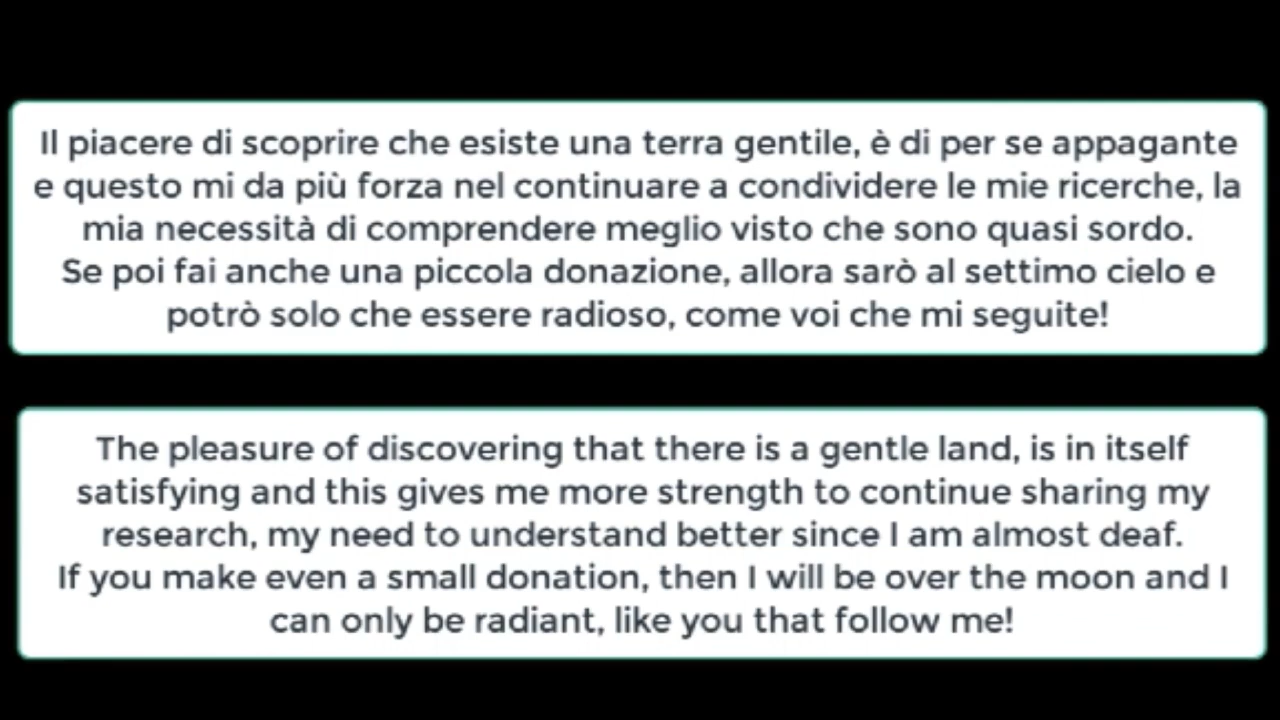 Il piacere di scoprire che esiste una terra gentile, è di per se appagante
e questo mi da più forza nel continuare a condividere le mie ricerche, la
mia necessità di comprendere meglio visto che sono quasi sordo.
Se poi fai anche una piccola donazione, allora sarò al settimo cielo e
potrò solo che essere radioso, come voi che mi seguite!
The pleasure of discovering that there is a gentle land, is in itself
satisfying and this gives me more strength to continue sharing my
research, my need to understand better since I am almost deaf.
If you make even a small donation, then I will be over the moon and I
can only be radiant, like you that follow me!